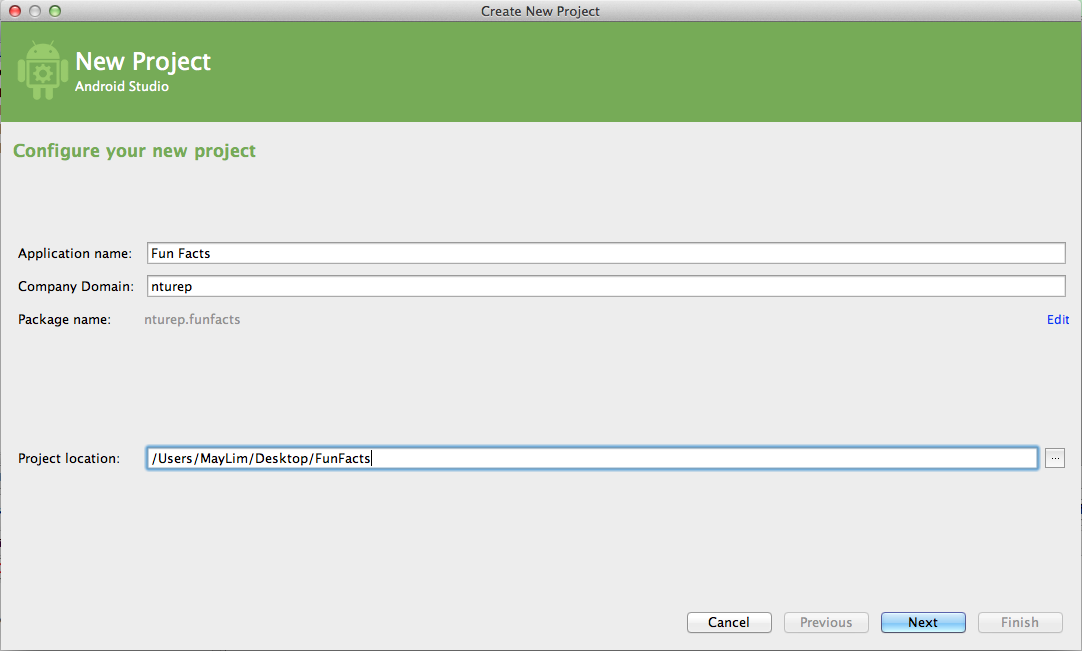 Create New Project
New Project
Android Studio
Configure your new project
Application name: Fun Facts
Company Domain: nturep
Package name: nturep.funfacts Edit
Project location: /Users/MayLim/Desktop/FunFacts ...
Cancel Previous Next Finish